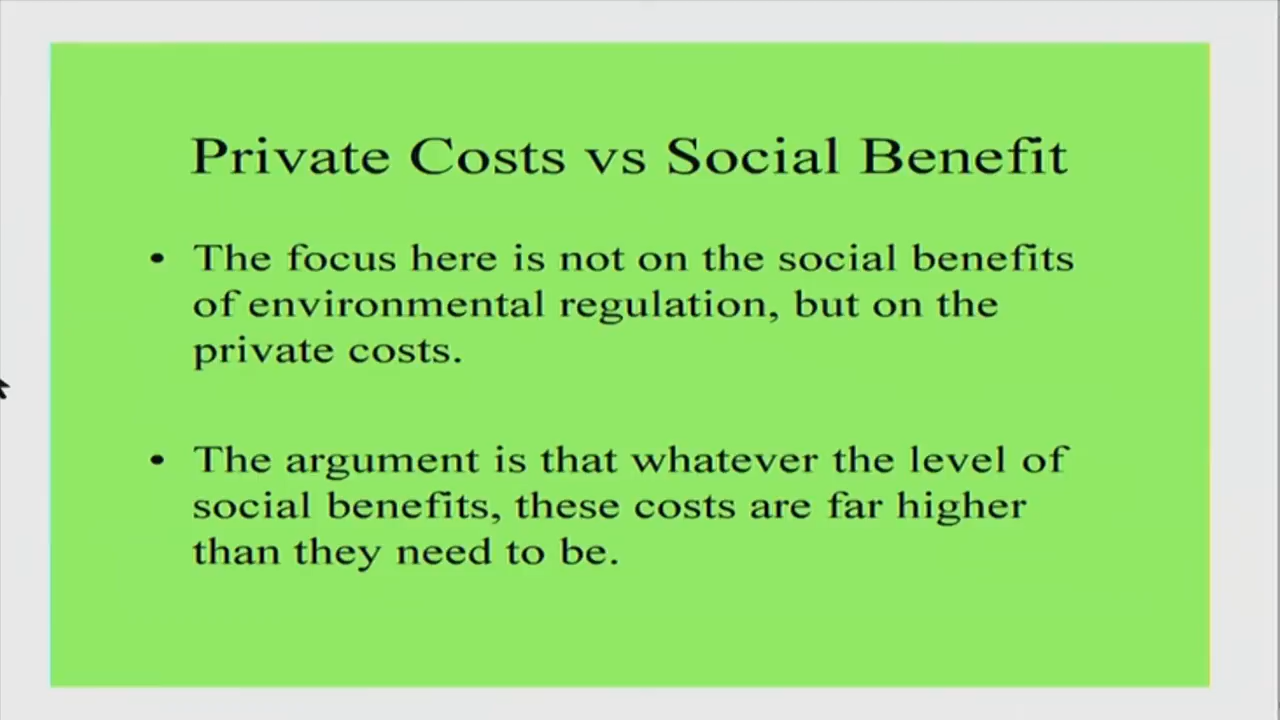 Private Costs vs Social Benefit
• The focus here is not on the social benefits
of environmental regulation, but on the
private costs.
• The argument is that whatever the level of
social benefits, these costs are far higher
than they need to be.